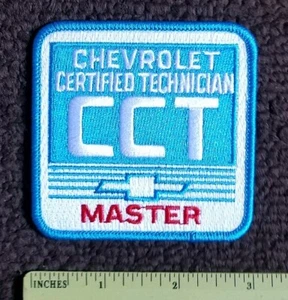 CHEVROLET
CERTIFIED TECHNICIAN
CCT
MASTER
INCHES 1 2 3